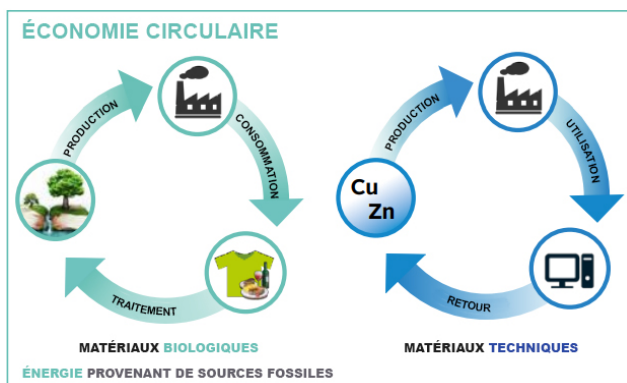 ÉCONOMIE CIRCULAIRE
PRODUCTION
CONSOMMATION
TRAITEMENT
MATÉRIAUX BIOLOGIQUES
PRODUCTION
UTILISATION
Cu
Zn
RETOUR
MATÉRIAUX TECHNIQUES
ÉNERGIE PROVENANT DE SOURCES FOSSILES